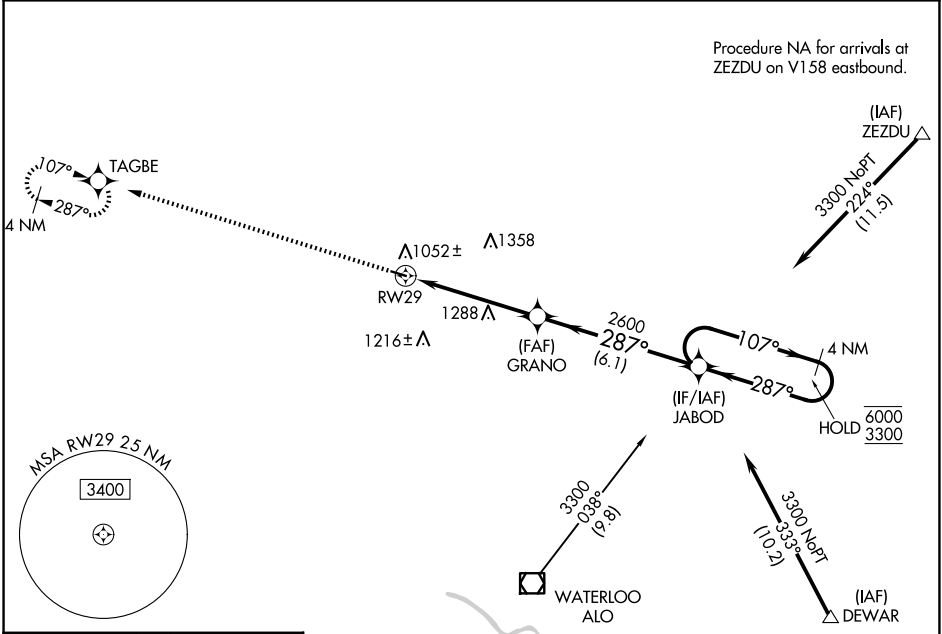 Procedure NA for arrivals at
ZEZDU on V158 eastbound.
(IAF)
ZEZDU
3300 NoPT
224°
(11.5)
TAGBE
107°
287°
4 NM
1052±
1358
RW29
1288
1216±
(FAF)
GRANO
2600
287°
(6.1)
107°
4 NM
287°
(IF/IAF)
JABOD
HOLD
6000
3300
MSA RW29 25 NM
3400
3300
038°
(9.8)
3300 NoPT
333°
(10.2)
WATERLOO
ALO
(IAF)
DEWAR